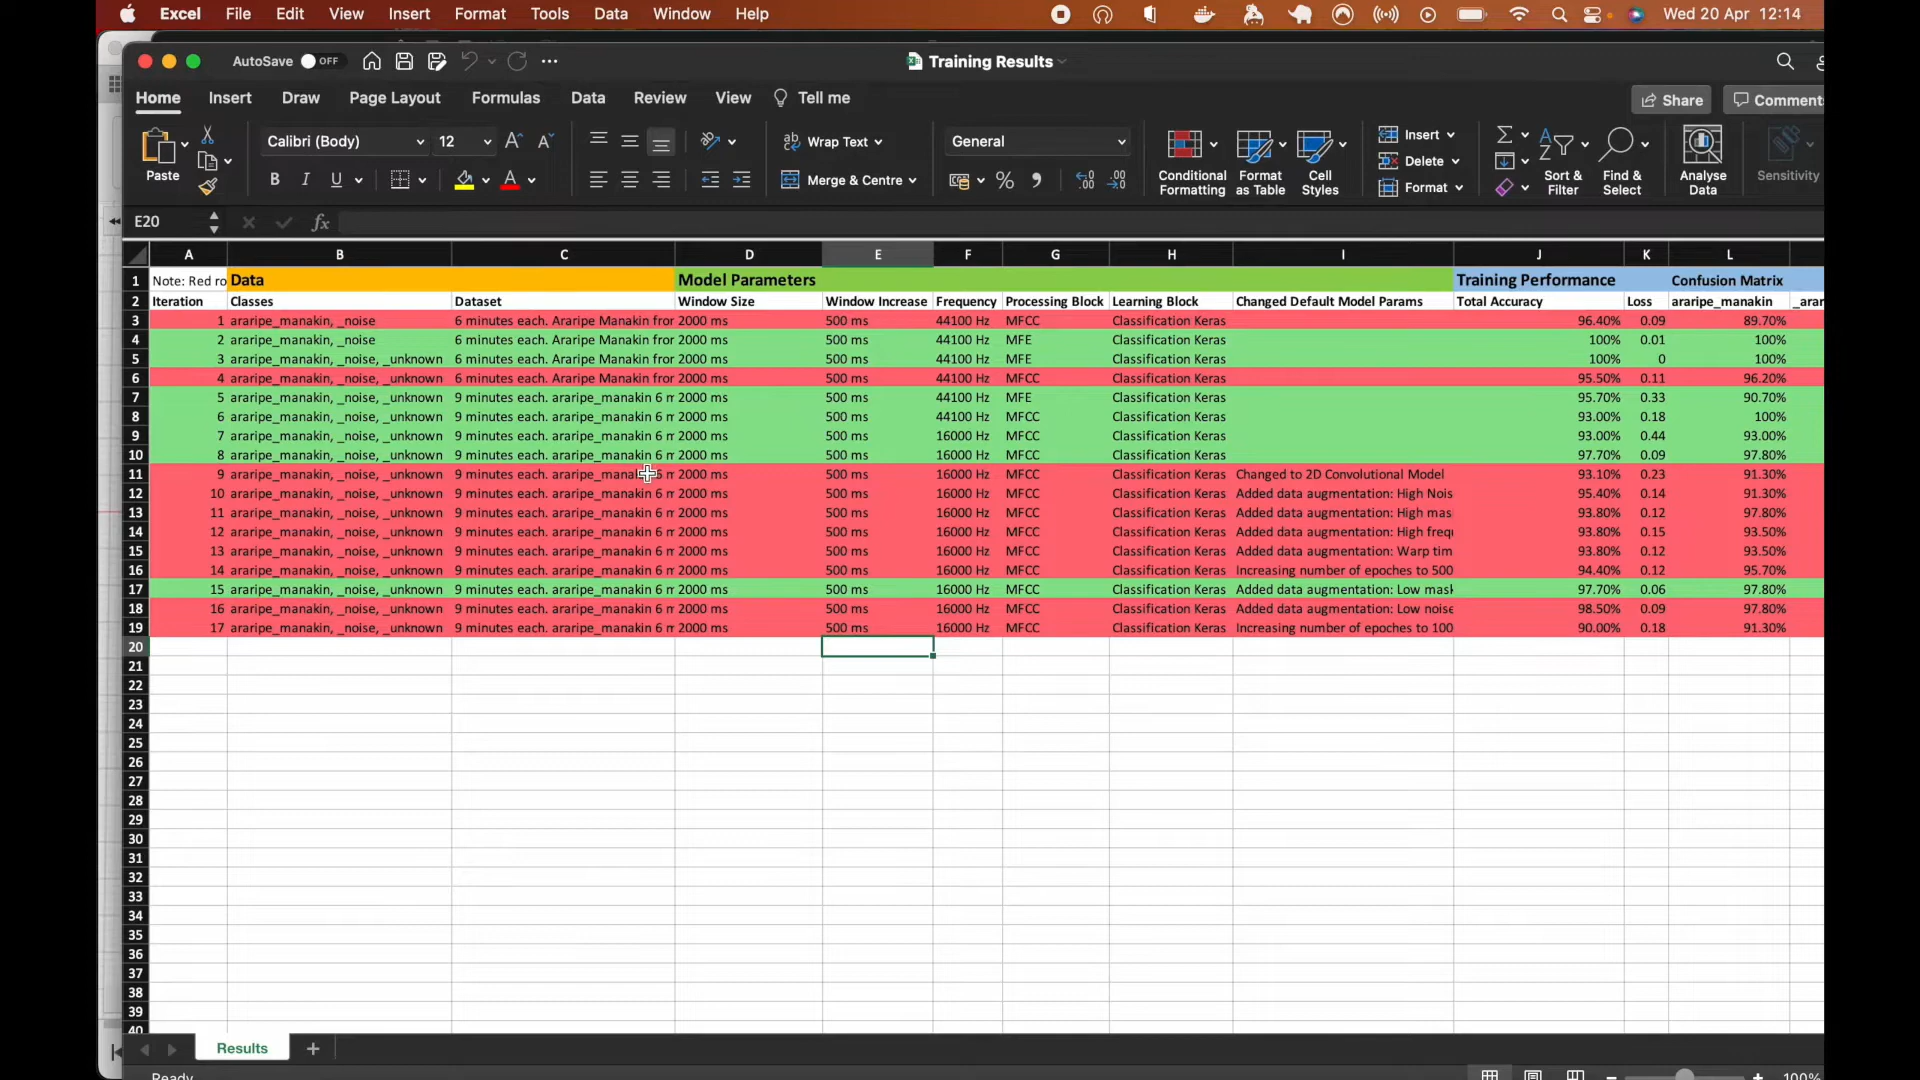 Excel File Edit View Insert Format Tools Data Window Help Wed 20 Apr 12:14
AutoSave OFF Training Results
Home Insert Draw Page Layout Formulas Data Review View Tell me Share Comment
Calibri (Body) 12 Wrap Text General Insert
Paste B I U Merge & Centre Conditional Formatting Format as Table Cell Styles Delete Format Sort & Filter Find & Select Analyse Data Sensitivity
E20 fx
A B C D E F G H I J K L
1 Note: Red ro Data Model Parameters Training Performance Confusion Matrix
2 Iteration Classes Dataset Window Size Window Increase Frequency Processing Block Learning Block Changed Default Model Params Total Accuracy Loss araripe_manakin _arar
3 1 araripe_manakin, _noise 6 minutes each. Araripe Manakin fror 2000 ms 500 ms 44100 Hz MFCC Classification Keras 96.40% 0.09 89.70%
4 2 araripe_manakin, _noise 6 minutes each. Araripe Manakin fror 2000 ms 500 ms 44100 Hz MFE Classification Keras 100% 0.01 100%
5 3 araripe_manakin, _noise, _unknown 6 minutes each. Araripe Manakin fror 2000 ms 500 ms 44100 Hz MFE Classification Keras 100% 0 100%
6 4 araripe_manakin, _noise, _unknown 6 minutes each. Araripe Manakin fror 2000 ms 500 ms 44100 Hz MFCC Classification Keras 95.50% 0.11 96.20%
7 5 araripe_manakin, _noise, _unknown 9 minutes each. araripe_manakin 6 m 2000 ms 500 ms 44100 Hz MFE Classification Keras 95.70% 0.33 90.70%
8 6 araripe_manakin, _noise, _unknown 9 minutes each. araripe_manakin 6 m 2000 ms 500 ms 44100 Hz MFCC Classification Keras 93.00% 0.18 100%
9 7 araripe_manakin, _noise, _unknown 9 minutes each. araripe_manakin 6 m 2000 ms 500 ms 16000 Hz MFCC Classification Keras 93.00% 0.44 93.00%
10 8 araripe_manakin, _noise, _unknown 9 minutes each. araripe_manakin 6 m 2000 ms 500 ms 16000 Hz MFCC Classification Keras 97.70% 0.09 97.80%
11 9 araripe_manakin, _noise, _unknown 9 minutes each. araripe_manakin 6 m 2000 ms 500 ms 16000 Hz MFCC Classification Keras Changed to 2D Convolutional Model 93.10% 0.23 91.30%
12 10 araripe_manakin, _noise, _unknown 9 minutes each. araripe_manakin 6 m 2000 ms 500 ms 16000 Hz MFCC Classification Keras Added data augmentation: High Nois 95.40% 0.14 91.30%
13 11 araripe_manakin, _noise, _unknown 9 minutes each. araripe_manakin 6 m 2000 ms 500 ms 16000 Hz MFCC Classification Keras Added data augmentation: High mas 93.80% 0.12 97.80%
14 12 araripe_manakin, _noise, _unknown 9 minutes each. araripe_manakin 6 m 2000 ms 500 ms 16000 Hz MFCC Classification Keras Added data augmentation: High freq 93.80% 0.15 93.50%
15 13 araripe_manakin, _noise, _unknown 9 minutes each. araripe_manakin 6 m 2000 ms 500 ms 16000 Hz MFCC Classification Keras Added data augmentation: Warp tim 93.80% 0.12 93.50%
16 14 araripe_manakin, _noise, _unknown 9 minutes each. araripe_manakin 6 m 2000 ms 500 ms 16000 Hz MFCC Classification Keras Increasing number of epoches to 500 94.40% 0.12 95.70%
17 15 araripe_manakin, _noise, _unknown 9 minutes each. araripe_manakin 6 m 2000 ms 500 ms 16000 Hz MFCC Classification Keras Added data augmentation: Low mask 97.70% 0.06 97.80%
18 16 araripe_manakin, _noise, _unknown 9 minutes each. araripe_manakin 6 m 2000 ms 500 ms 16000 Hz MFCC Classification Keras Added data augmentation: Low noise 98.50% 0.09 97.80%
19 17 araripe_manakin, _noise, _unknown 9 minutes each. araripe_manakin 6 m 2000 ms 500 ms 16000 Hz MFCC Classification Keras Increasing number of epoches to 100 90.00% 0.18 91.30%
20
21
22
23
24
25
26
27
28
29
30
31
32
33
34
35
36
37
38
39
40
Results
Ready 100%